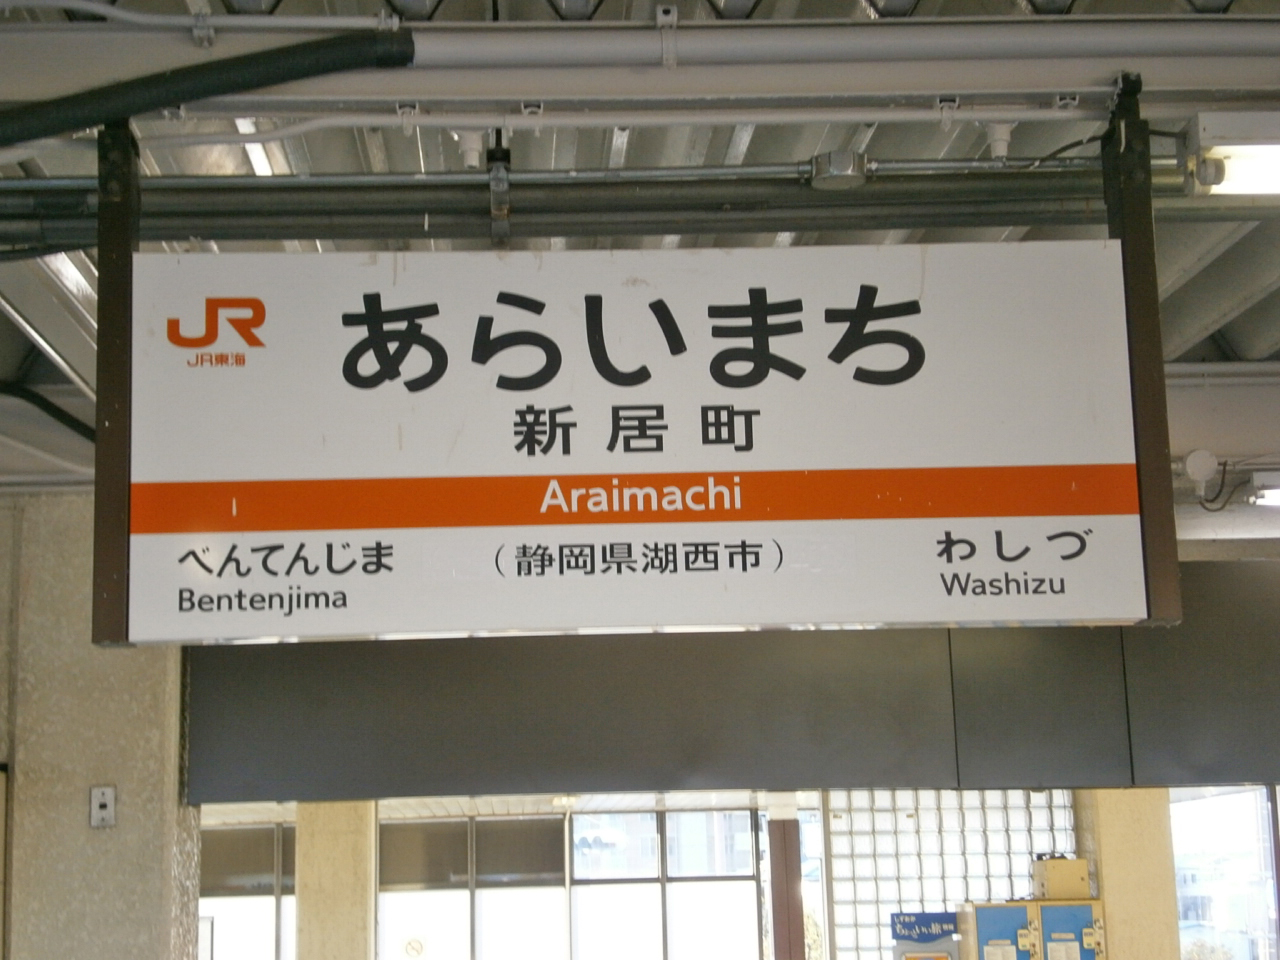 JR
JR東海
あらいまち
新居町
Araimachi
べんてんじま
（静岡県湖西市）
わしづ
Bentenjima
Washizu